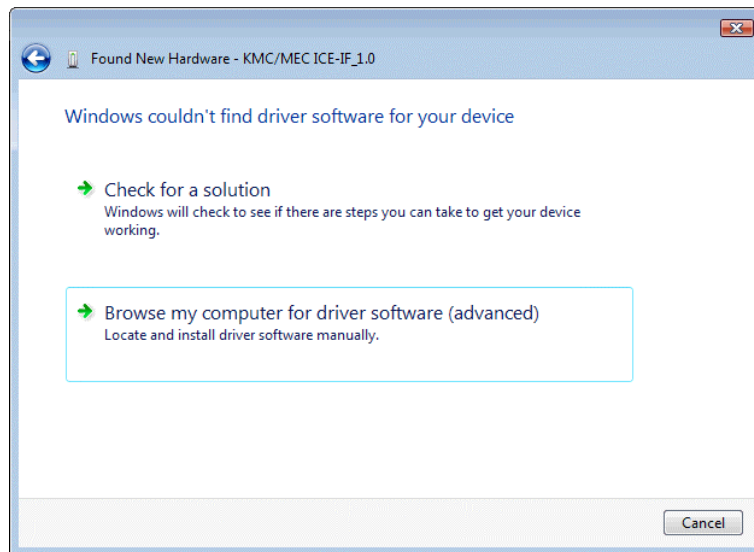 Found New Hardware - KMC/MEC ICE-IF_1.0
Windows couldn't find driver software for your device
Check for a solution
Windows will check to see if there are steps you can take to get your device
working.
Browse my computer for driver software (advanced)
Locate and install driver software manually.
Cancel